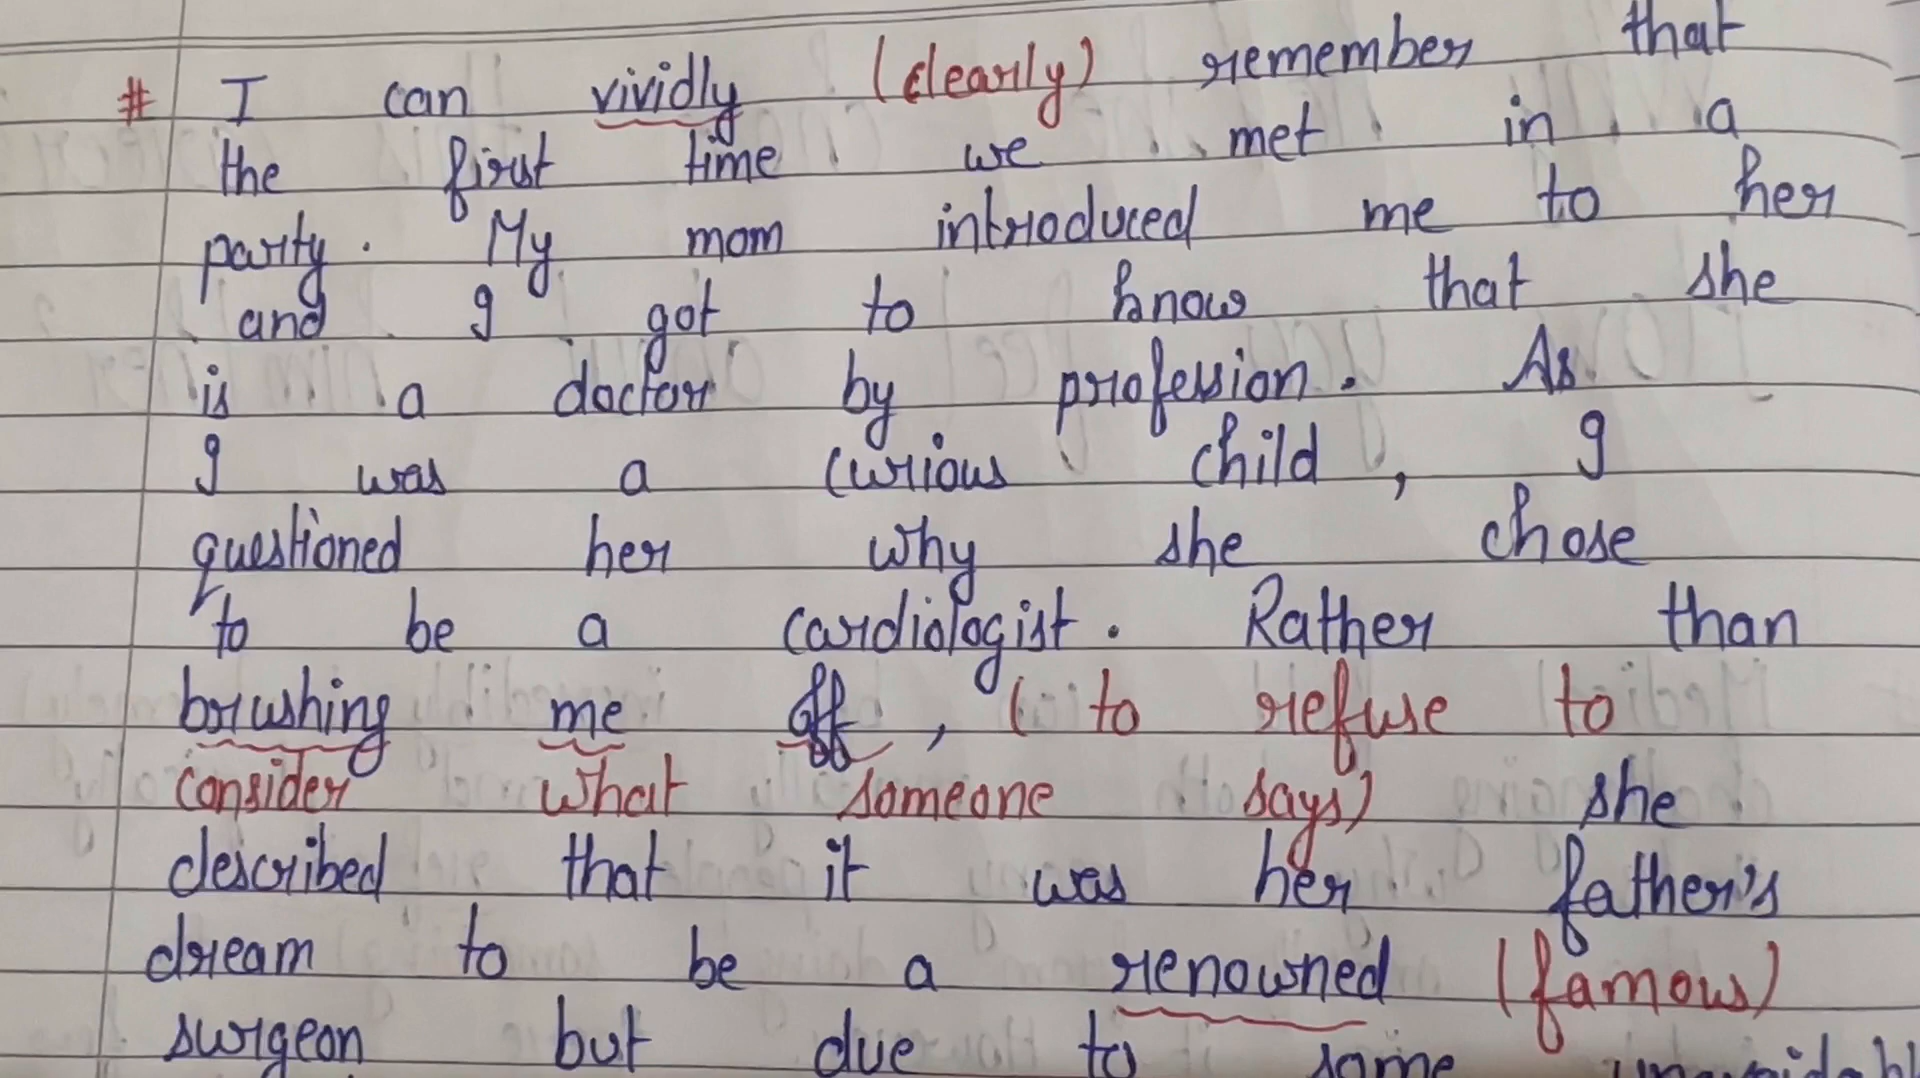 # I can vividly (clearly) remember that
the first time we met in a
party. My mom introduced me to her
and I got to know that she
is a doctor by profession. As
I was a curious child, I
questioned her why she chose
to be a cardiologist. Rather than
brushing me off, (to refuse to
consider what someone says) she
described that it was her father's
dream to be a renowned (famous)
surgeon but due to some